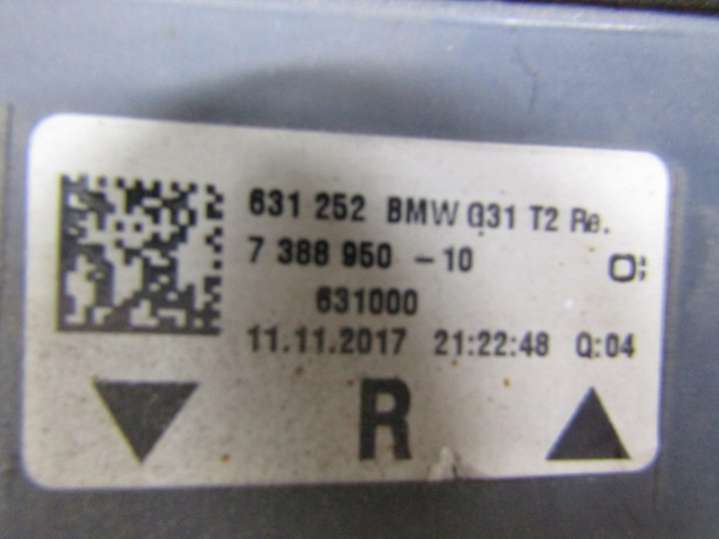 631 252 BMW G31 T2 Re.
7 388 950 -10
631000
11.11.2017 21:22:48 Q:04
R